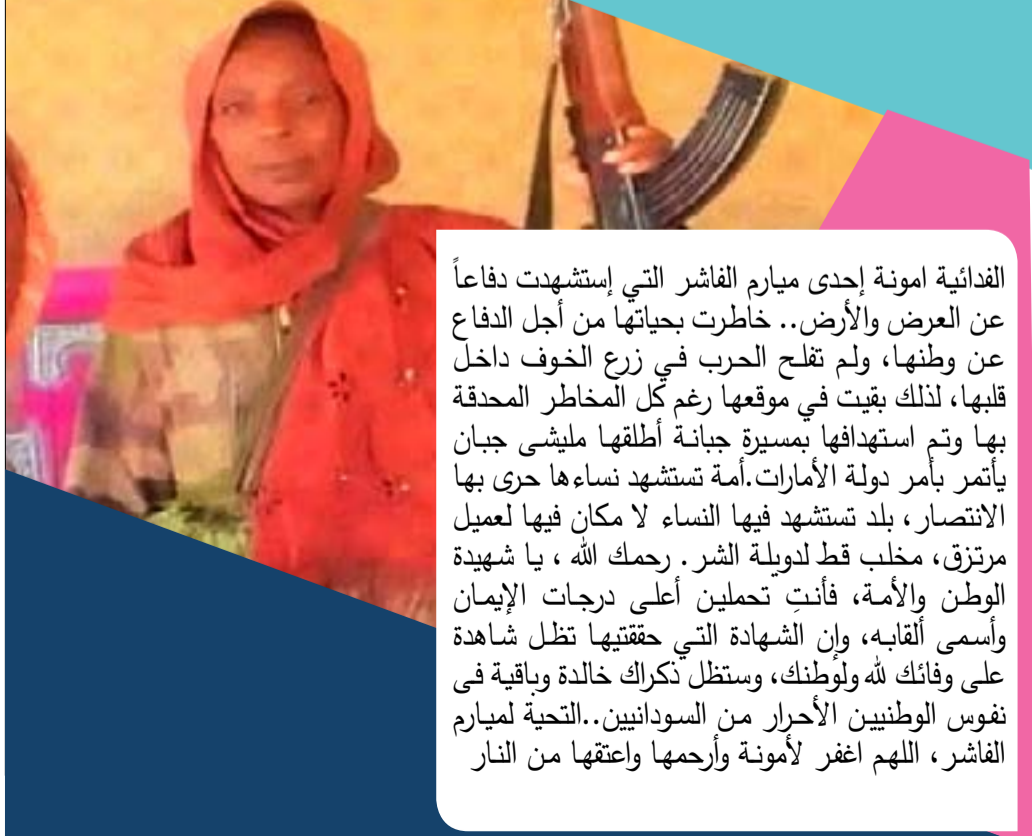 الفدائية امونة إحدى ميارم الفاشر التي إستشهدت دفاعاً
عن العرض والأرض.. خاطرت بحياتها من أجل الدفاع
عن وطنها، ولم تفلح الحرب في زرع الخوف داخل
قلبها، لذلك بقيت في موقعها رغم كل المخاطر المحدقة
بها وتم استهدافها بمسيرة جبانة أطلقها مليشى جبان
يأتمر بأمر دولة الأمارات.أمة تستشهد نساءها حرى بها
الانتصار، بلد تستشهد فيها النساء لا مكان فيها لعميل
مرتزق، مخلب قط لدويلة الشر. رحمك الله ، يا شهيدة
الوطن والأمة، فأنتِ تحملين أعلى درجات الإيمان
وأسمى ألقابه، وإن الشهادة التي حققتيها تظل شاهدة
على وفائك لله ولوطنك، وستظل ذكراك خالدة وباقية فى
نفوس الوطنيين الأحرار من السودانيين..التحية لميارم
الفاشر، اللهم اغفر لأمونة وأرحمها واعتقها من النار